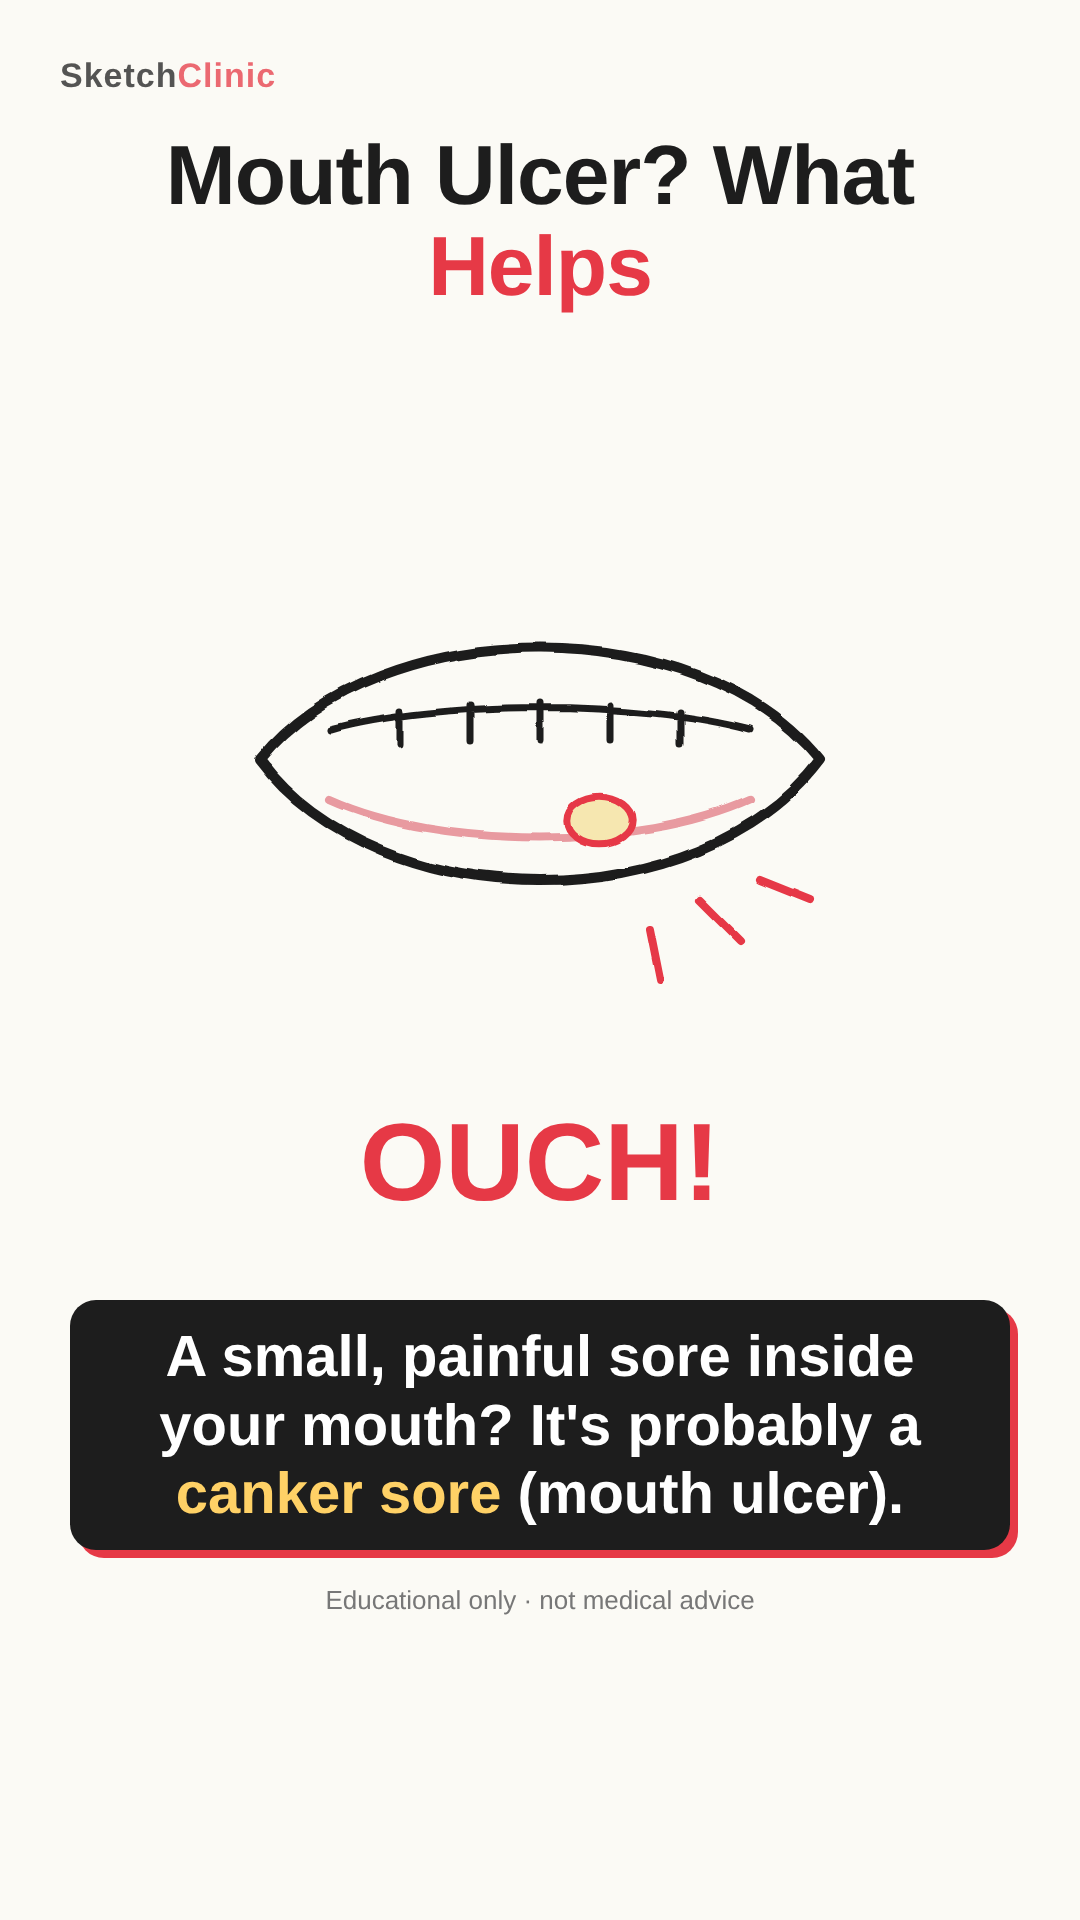 SketchClinic
Mouth Ulcer? What
Helps
OUCH!
A small, painful sore inside
your mouth? It's probably a
canker sore (mouth ulcer).
Educational only · not medical advice